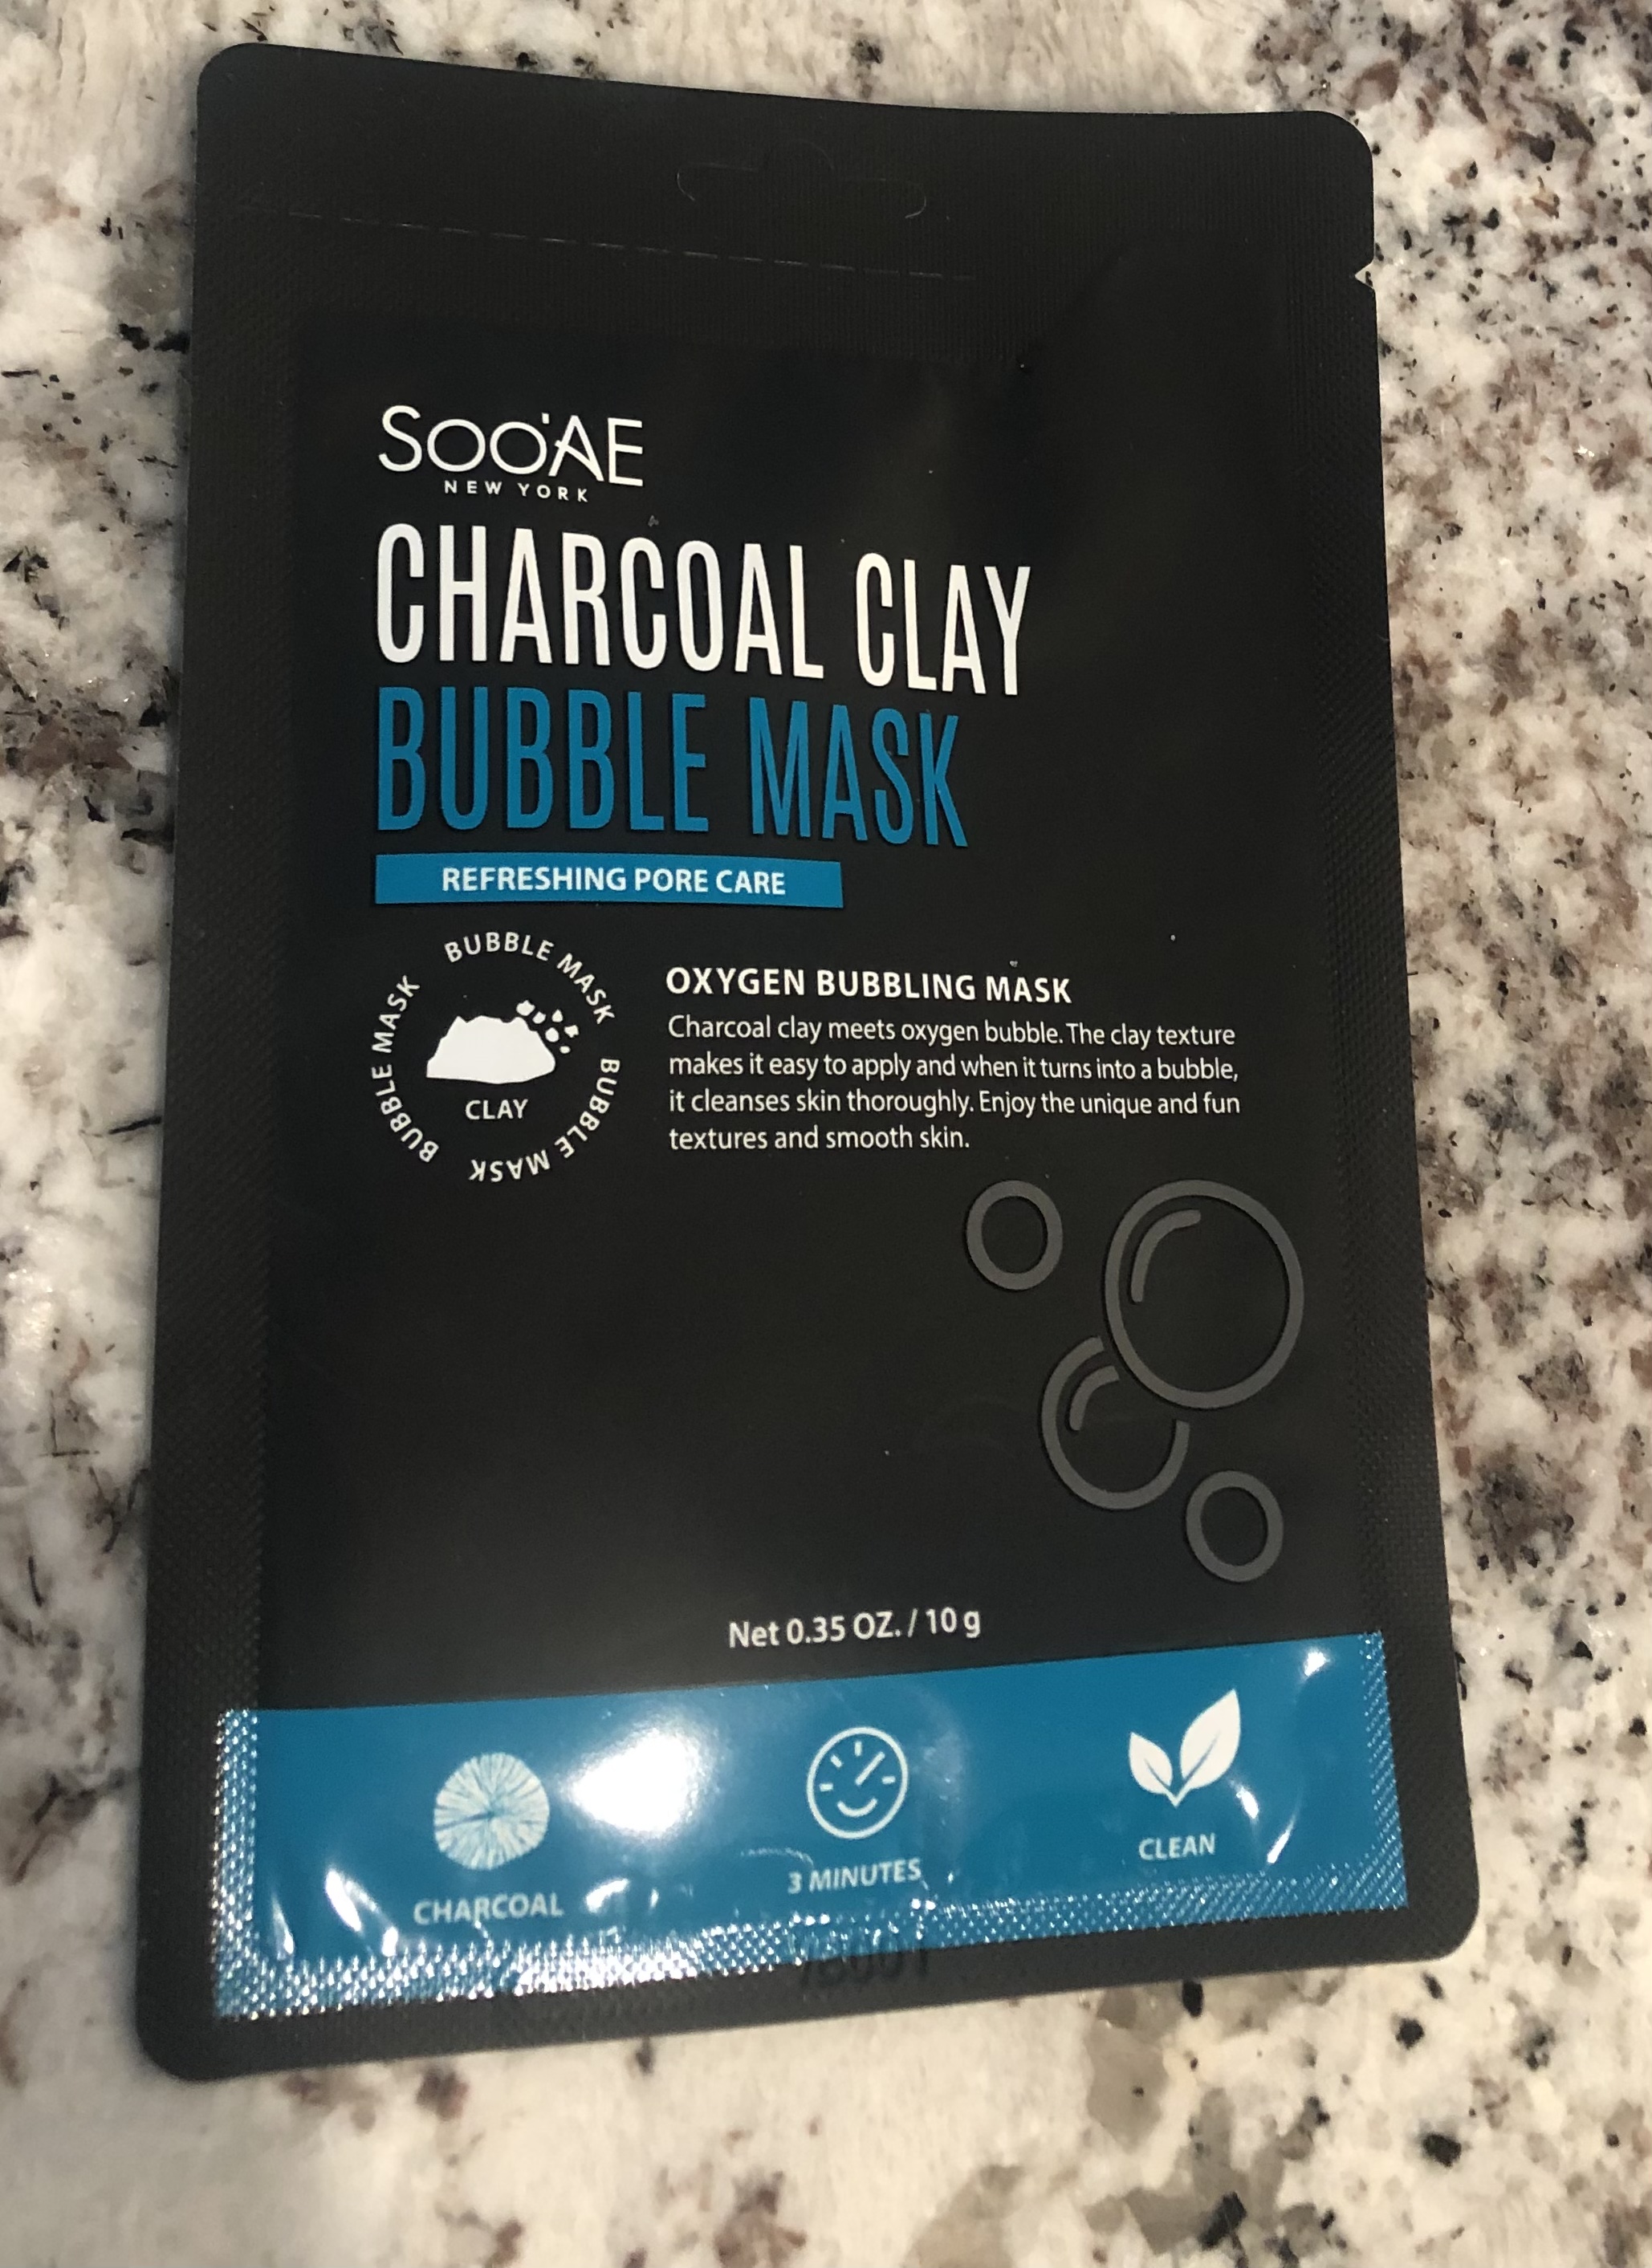 SOO'AE
NEW YORK
CHARCOAL CLAY
BUBBLE MASK
REFRESHING PORE CARE
BUBBLE MASK
BUBBLE MASK
BUBBLE MASK
CLAY
OXYGEN BUBBLING MASK
Charcoal clay meets oxygen bubble. The clay texture
makes it easy to apply and when it turns into a bubble,
it cleanses skin thoroughly. Enjoy the unique and fun
textures and smooth skin.
Net 0.35 OZ. / 10 g
CHARCOAL
3 MINUTES
CLEAN